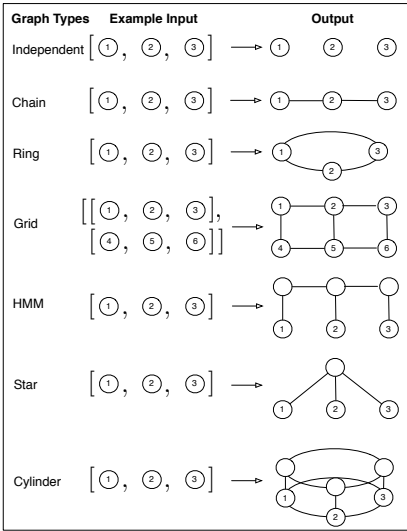 Graph Types Example Input Output
Independent [ 1 , 2 , 3 ] 1 2 3
Chain [ 1 , 2 , 3 ] 1 2 3
Ring [ 1 , 2 , 3 ] 1 2 3
Grid [[ 1 , 2 , 3 ], 1 2 3
[ 4 , 5 , 6 ]] 4 5 6
HMM [ 1 , 2 , 3 ] 1 2 3
Star [ 1 , 2 , 3 ] 1 2 3
Cylinder [ 1 , 2 , 3 ] 1 2 3